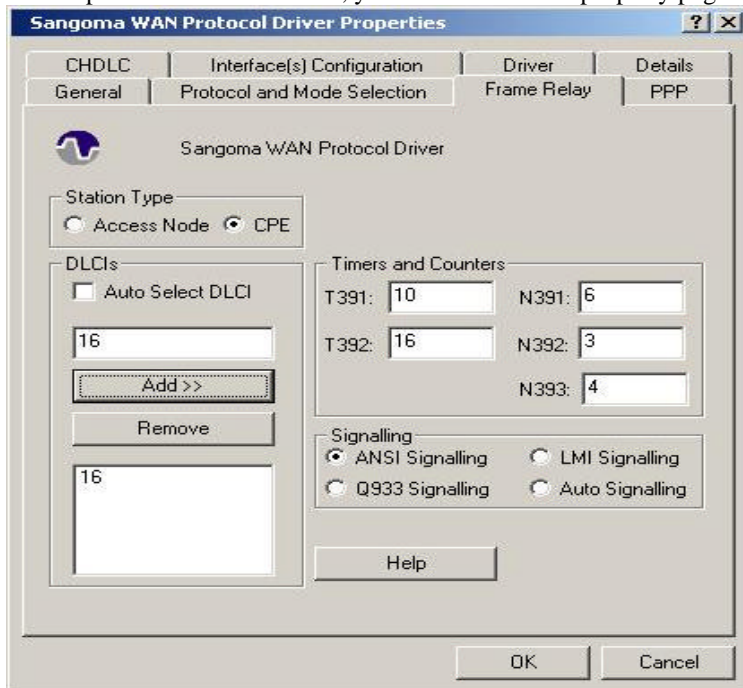 Sangoma WAN Protocol Driver Properties
CHDLC Interface(s) Configuration Driver Details
General Protocol and Mode Selection Frame Relay PPP
Sangoma WAN Protocol Driver
Station Type
Access Node CPE
DLCIs
Auto Select DLCI
16
Add >>
Remove
16
Timers and Counters
T391: 10 N391: 6
T392: 16 N392: 3
N393: 4
Signalling
ANSI Signalling LMI Signalling
Q933 Signalling Auto Signalling
Help
OK Cancel